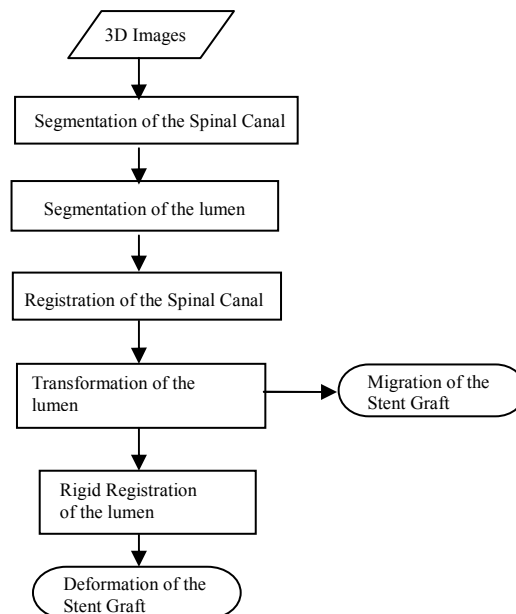 3D Images
Segmentation of the Spinal Canal
Segmentation of the lumen
Registration of the Spinal Canal
Transformation of the
lumen
Migration of the
Stent Graft
Rigid Registration
of the lumen
Deformation of the
Stent Graft